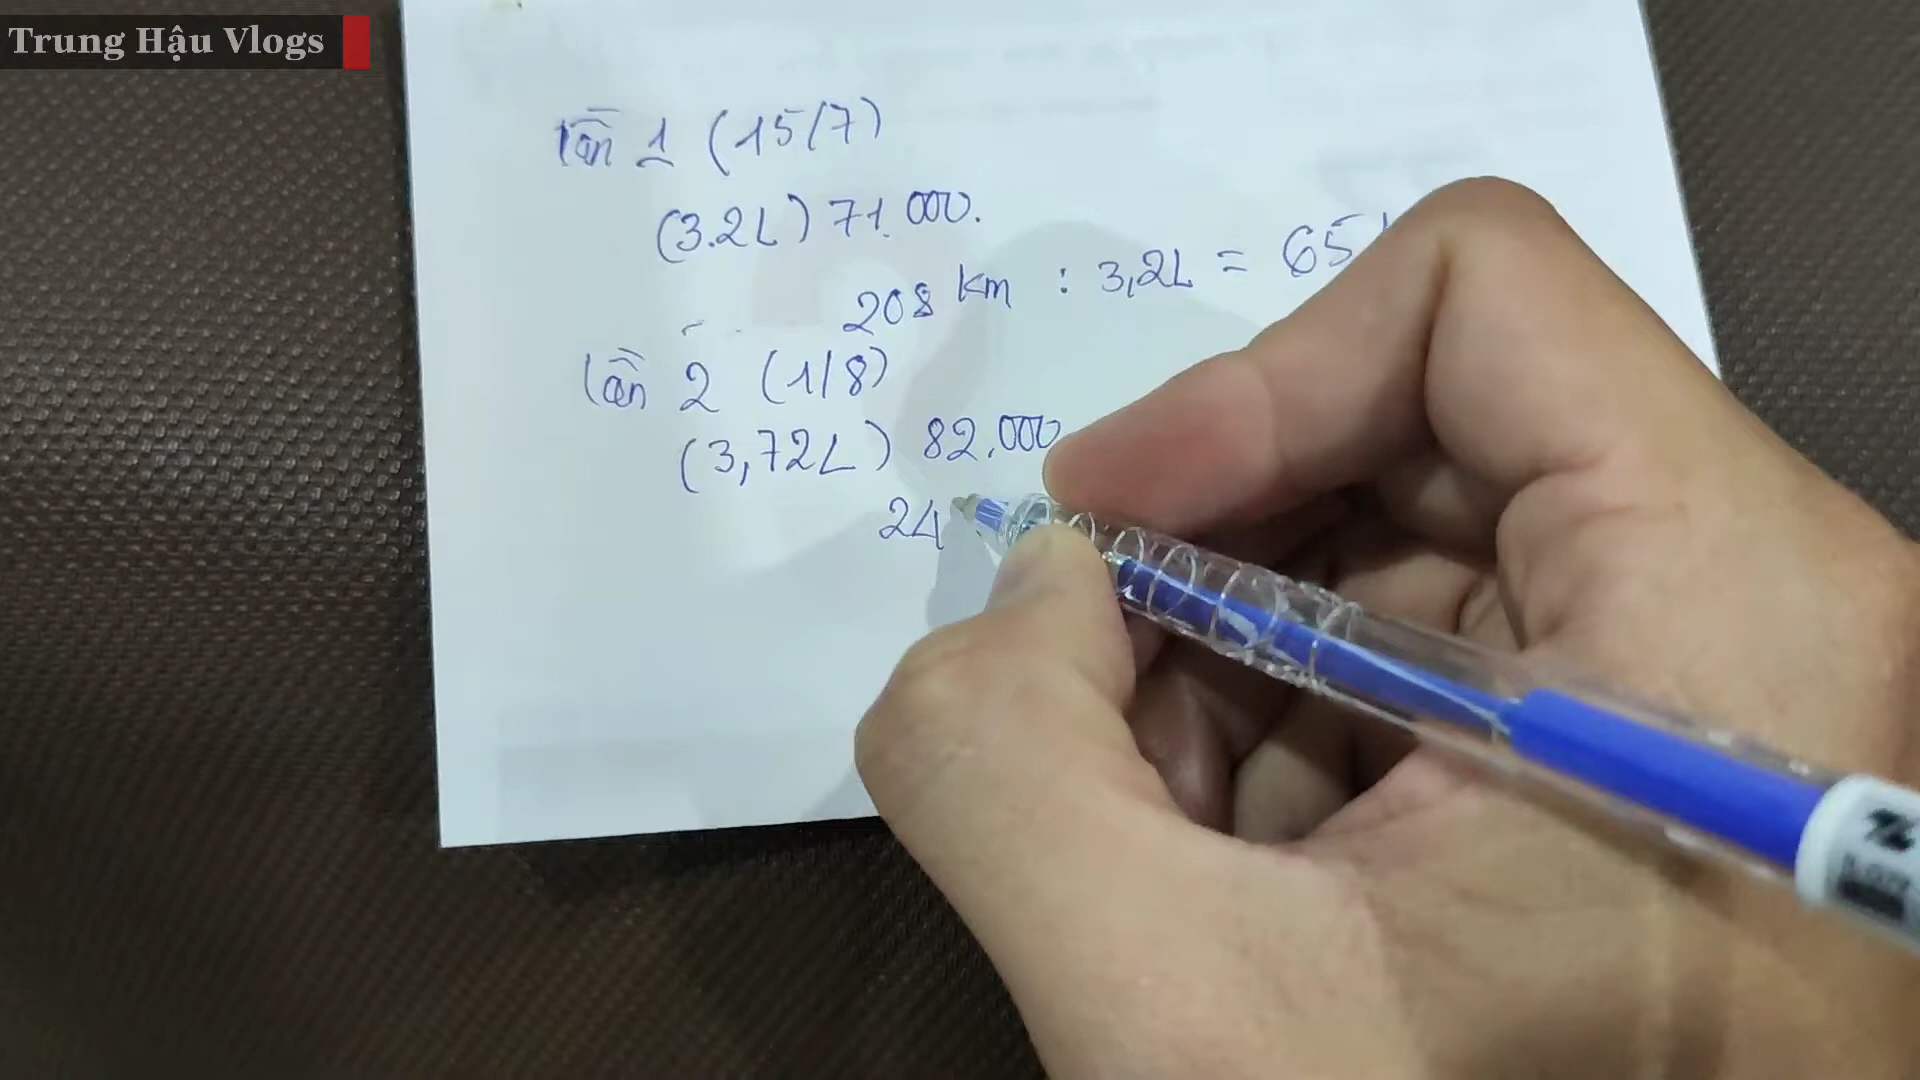 Trung Hậu Vlogs
lần 1 (15/7)
(3.2L) 71.000.
208 km : 3,2L = 65
lần 2 (1/8)
(3,72L) 82.000
24